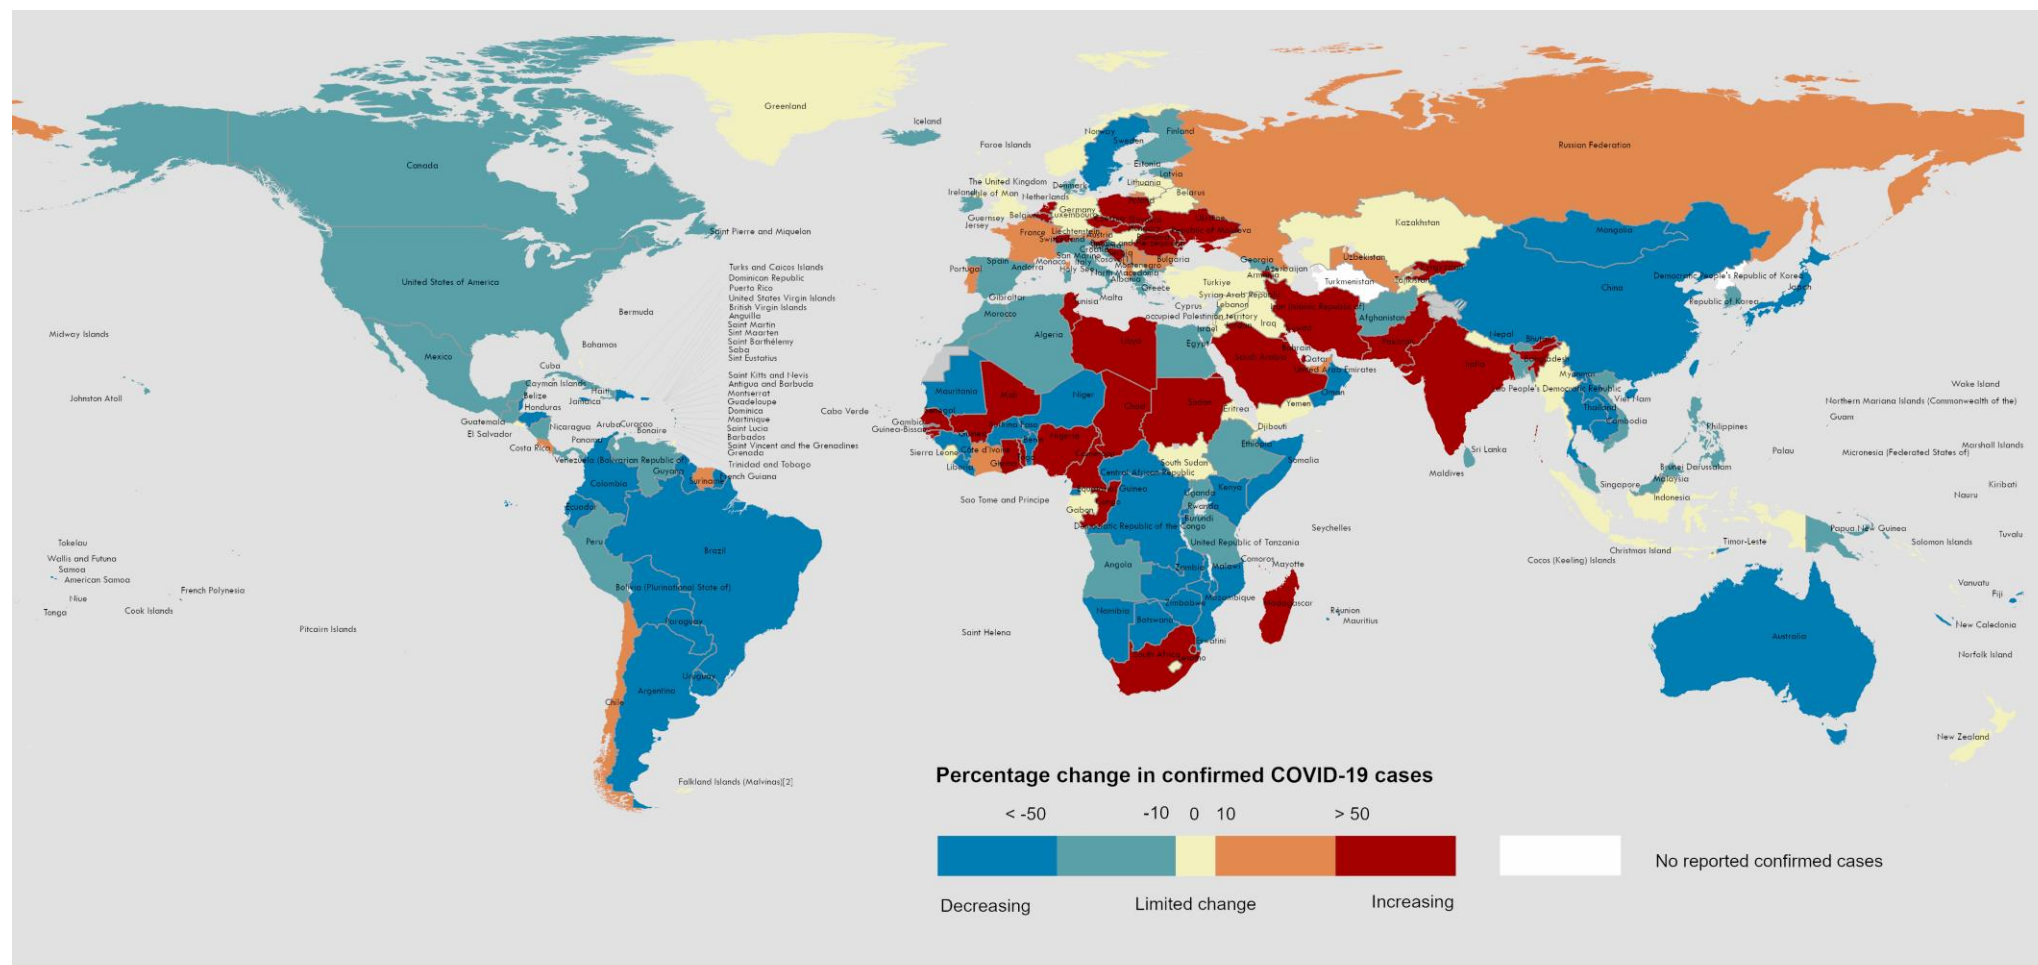 Greenland
Iceland
Faroe Islands
Norway
Sweden
Finland
Russian Federation
Canada
Estonia
Latvia
Lithuania
Denmark
The United Kingdom
Isle of Man
Ireland
Netherlands
Belarus
Guernsey
Jersey
Germany
Luxembourg
Kazakhstan
Saint Pierre and Miquelon
France
Liechtenstein
Austria
Mongolia
San Marino
Bulgaria
Monaco
Italy
Spain
Andorra
Portugal
Holy See
Montenegro
North Macedonia
Albania
Greece
Georgia
Azerbaijan
Uzbekistan
Turkmenistan
Democratic People's Republic of Korea
Republic of Korea
Japan
China
United States of America
Turks and Caicos Islands
Dominican Republic
Puerto Rico
United States Virgin Islands
British Virgin Islands
Anguilla
Saint Martin
Sint Maarten
Saint Barthélemy
Saba
Sint Eustatius
Bermuda
Midway Islands
Gibraltar
Malta
Tunisia
Türkiye
Syrian Arab Republic
Lebanon
Cyprus
occupied Palestinian territory
Israel
Iraq
Afghanistan
Morocco
Algeria
Egypt
Nepal
Bahamas
Mexico
Cuba
Cayman Islands
Haiti
Jamaica
Belize
Honduras
Saint Kitts and Nevis
Antigua and Barbuda
Montserrat
Guadeloupe
Dominica
Martinique
Saint Lucia
Barbados
Saint Vincent and the Grenadines
Grenada
Trinidad and Tobago
Johnston Atoll
Guatemala
El Salvador
Nicaragua
Aruba
Curacao
Bonaire
Costa Rica
Panama
Venezuela (Bolivarian Republic of)
Guyana
Suriname
French Guiana
Colombia
Ecuador
Cabo Verde
Mauritania
Mali
Niger
Chad
Sudan
Eritrea
Yemen
Djibouti
Saudi Arabia
Bahrain
Qatar
United Arab Emirates
Oman
Pakistan
India
Bhutan
Bangladesh
Myanmar
Lao People's Democratic Republic
Thailand
Viet Nam
Cambodia
Philippines
Wake Island
Northern Mariana Islands (Commonwealth of the)
Guam
Marshall Islands
Micronesia (Federated States of)
Palau
Senegal
Gambia
Guinea-Bissau
Sierra Leone
Liberia
Côte d'Ivoire
Burkina Faso
Ghana
Benin
Nigeria
Cameroon
Central African Republic
South Sudan
Ethiopia
Somalia
Sri Lanka
Maldives
Brunei Darussalam
Malaysia
Singapore
Indonesia
Kiribati
Nauru
Sao Tome and Principe
Gabon
Congo
Democratic Republic of the Congo
Uganda
Kenya
Rwanda
Burundi
United Republic of Tanzania
Seychelles
Papua New Guinea
Solomon Islands
Tuvalu
Timor-Leste
Christmas Island
Cocos (Keeling) Islands
Tokelau
Wallis and Futuna
Samoa
American Samoa
Niue
Tonga
Cook Islands
French Polynesia
Pitcairn Islands
Peru
Brazil
Bolivia (Plurinational State of)
Paraguay
Uruguay
Argentina
Chile
Falkland Islands (Malvinas)[2]
Saint Helena
Angola
Zambia
Malawi
Comoros
Mayotte
Mozambique
Zimbabwe
Namibia
Botswana
Madagascar
Réunion
Mauritius
Eswatini
South Africa
Lesotho
Vanuatu
Fiji
New Caledonia
Norfolk Island
Australia
New Zealand
Percentage change in confirmed COVID-19 cases
< -50 -10 0 10 > 50
No reported confirmed cases
Decreasing Limited change Increasing